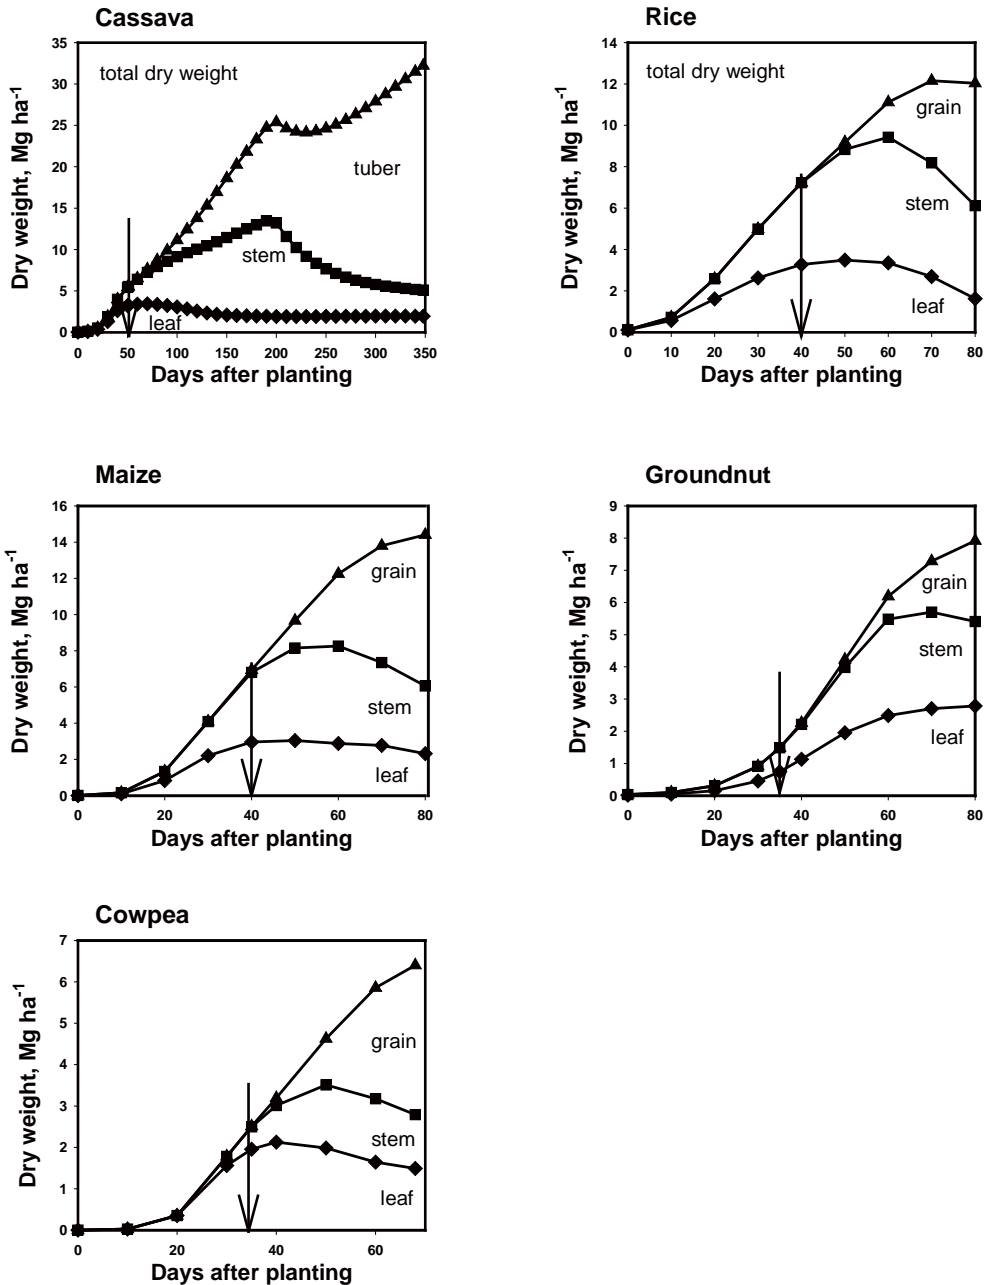 Cassava
35
30
25
20
15
10
5
0
Dry weight, Mg ha-1
total dry weight
tuber
stem
leaf
0 50 100 150 200 250 300 350
Days after planting
Rice
14
12
10
8
6
4
2
0
Dry weight, Mg ha-1
total dry weight
grain
stem
leaf
0 10 20 30 40 50 60 70 80
Days after planting
Maize
16
14
12
10
8
6
4
2
0
Dry weight, Mg ha-1
grain
stem
leaf
0 20 40 60 80
Days after planting
Groundnut
9
8
7
6
5
4
3
2
1
0
Dry weight, Mg ha-1
grain
stem
leaf
0 20 40 60 80
Days after planting
Cowpea
7
6
5
4
3
2
1
0
Dry weight, Mg ha-1
grain
stem
leaf
0 20 40 60
Days after planting